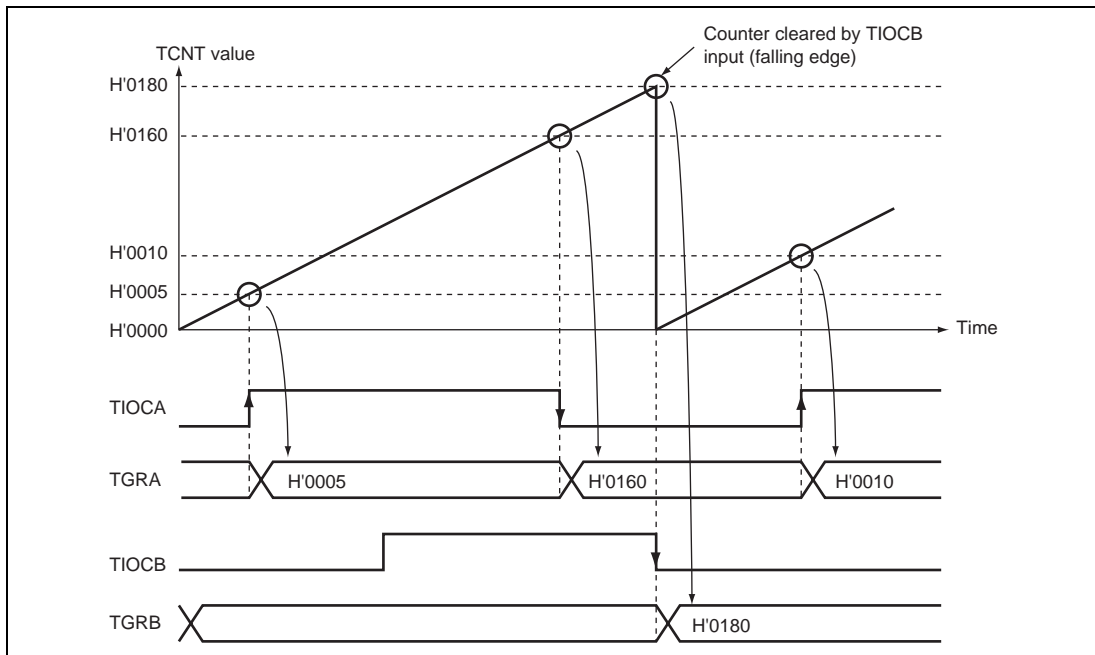 Counter cleared by TIOCB
input (falling edge)
TCNT value
H'0180
H'0160
H'0010
H'0005
H'0000
Time
TIOCA
TGRA
H'0005
H'0160
H'0010
TIOCB
TGRB
H'0180